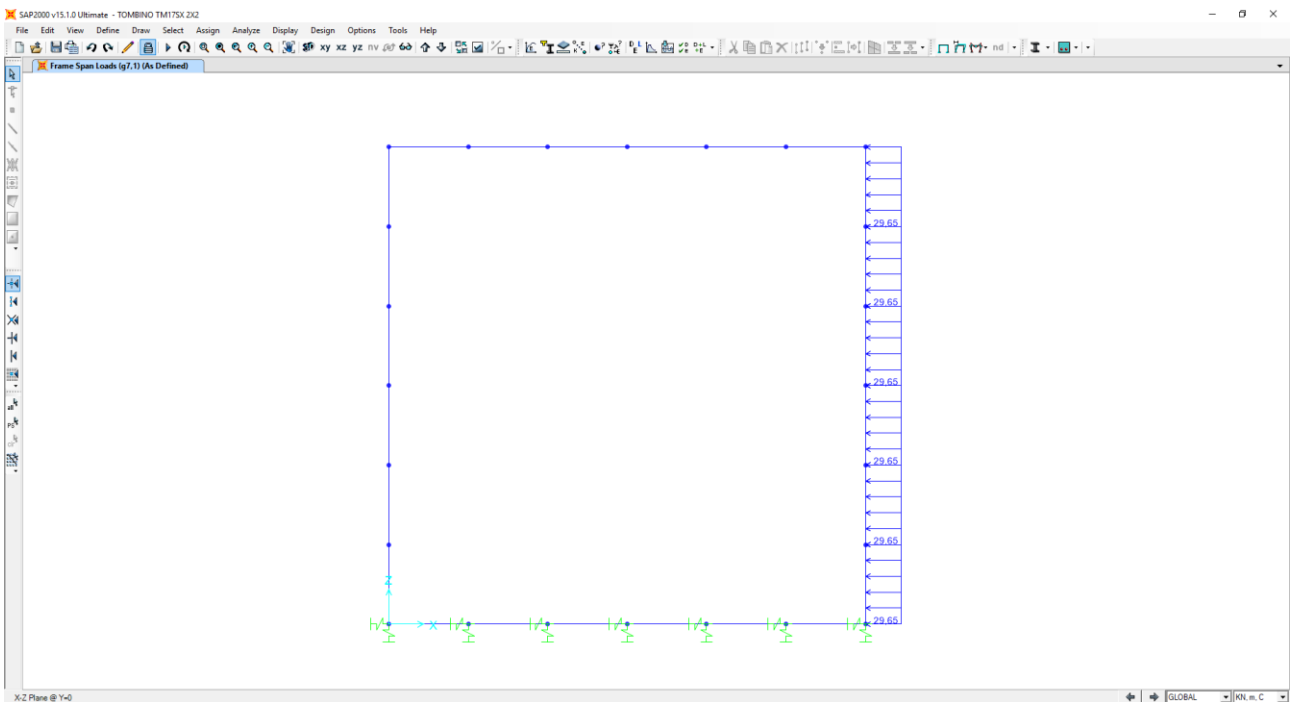 SAP2000 v15.1.0 Ultimate - TOMBINO TM17SX 2X2
File Edit View Define Draw Select Assign Analyze Display Design Options Tools Help
xy xz yz nv nd
Frame Span Loads (g7,1) (As Defined)
29.65
29.65
29.65
29.65
29.65
29.65
Z
X
X-Z Plane @ Y=0 GLOBAL KN, m, C